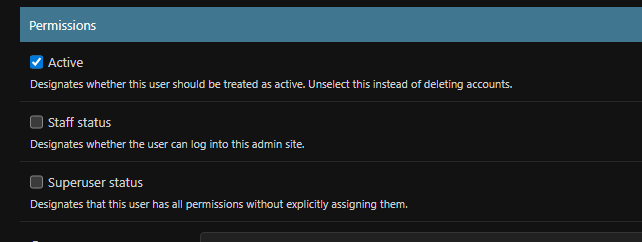 Permissions
Active
Designates whether this user should be treated as active. Unselect this instead of deleting accounts.
Staff status
Designates whether the user can log into this admin site.
Superuser status
Designates that this user has all permissions without explicitly assigning them.